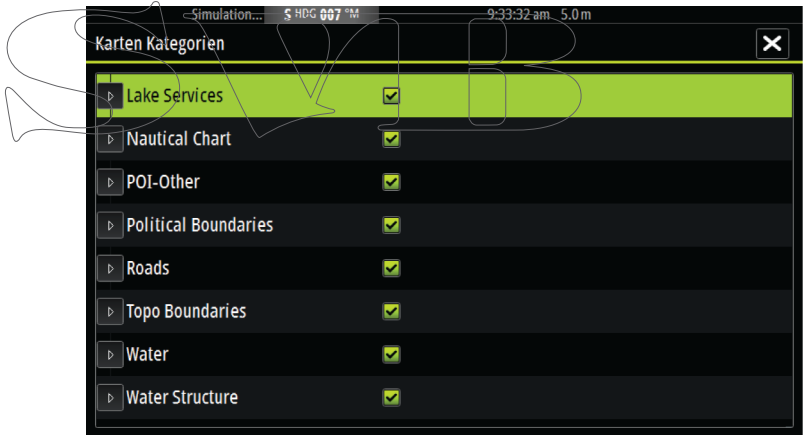 Simulation... S HDG 007 °M 9:33:32 am 5.0 m
Karten Kategorien
Lake Services
Nautical Chart
POI-Other
Political Boundaries
Roads
Topo Boundaries
Water
Water Structure